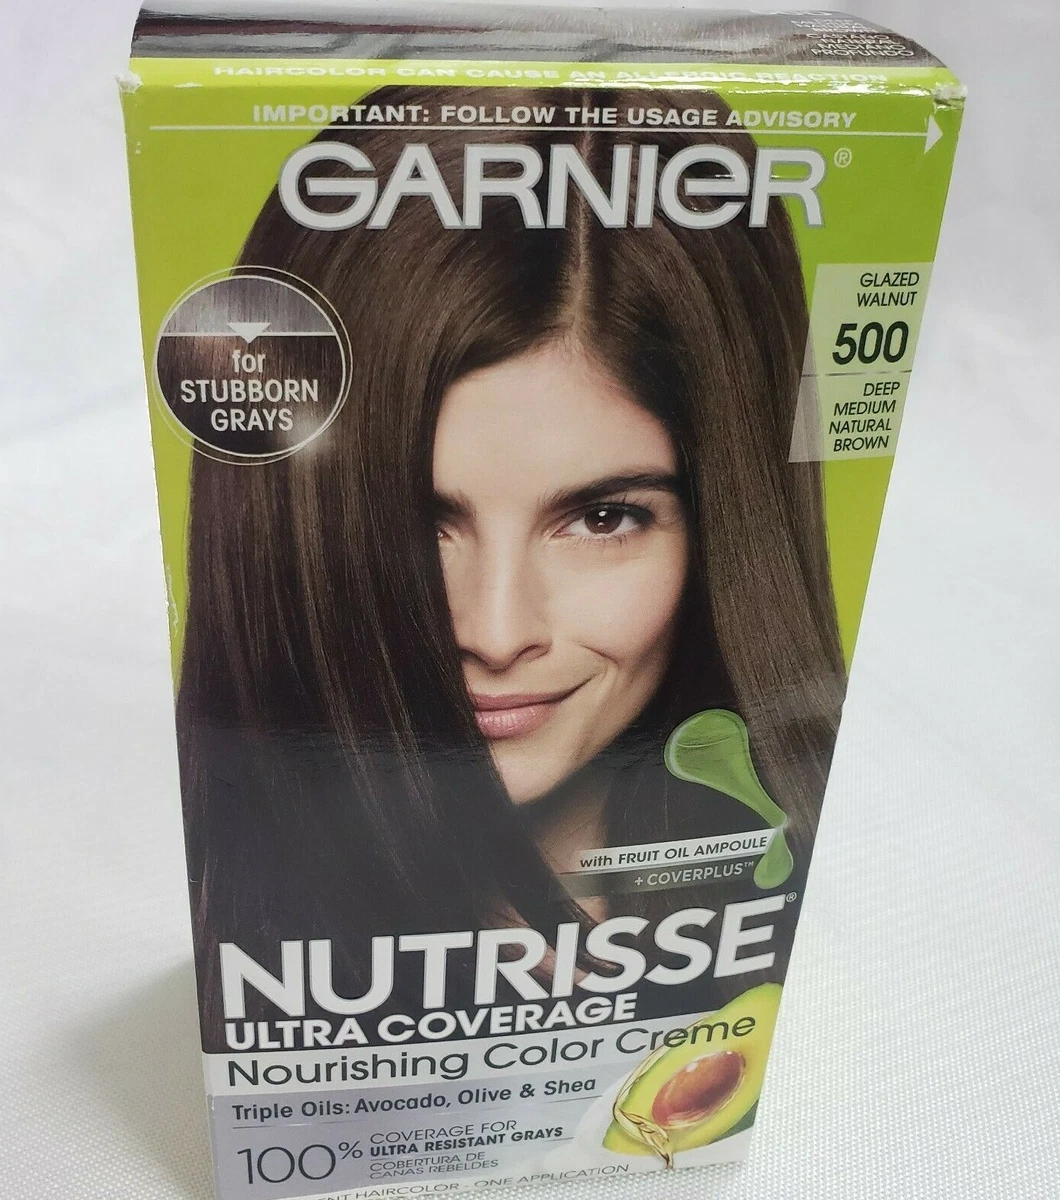 HAIRCOLOR CAN CAUSE AN ALLERGIC REACTION
IMPORTANT: FOLLOW THE USAGE ADVISORY
GARNIER®
GLAZED
WALNUT
500
DEEP
MEDIUM
NATURAL
BROWN
for
STUBBORN
GRAYS
with FRUIT OIL AMPOULE
+ COVERPLUS™
NUTRISSE®
ULTRA COVERAGE
Nourishing Color Creme
Triple Oils: Avocado, Olive & Shea
100%
COVERAGE FOR
ULTRA RESISTANT GRAYS
COBERTURA DE
CANAS REBELDES
HAIRCOLOR - ONE APPLICATION